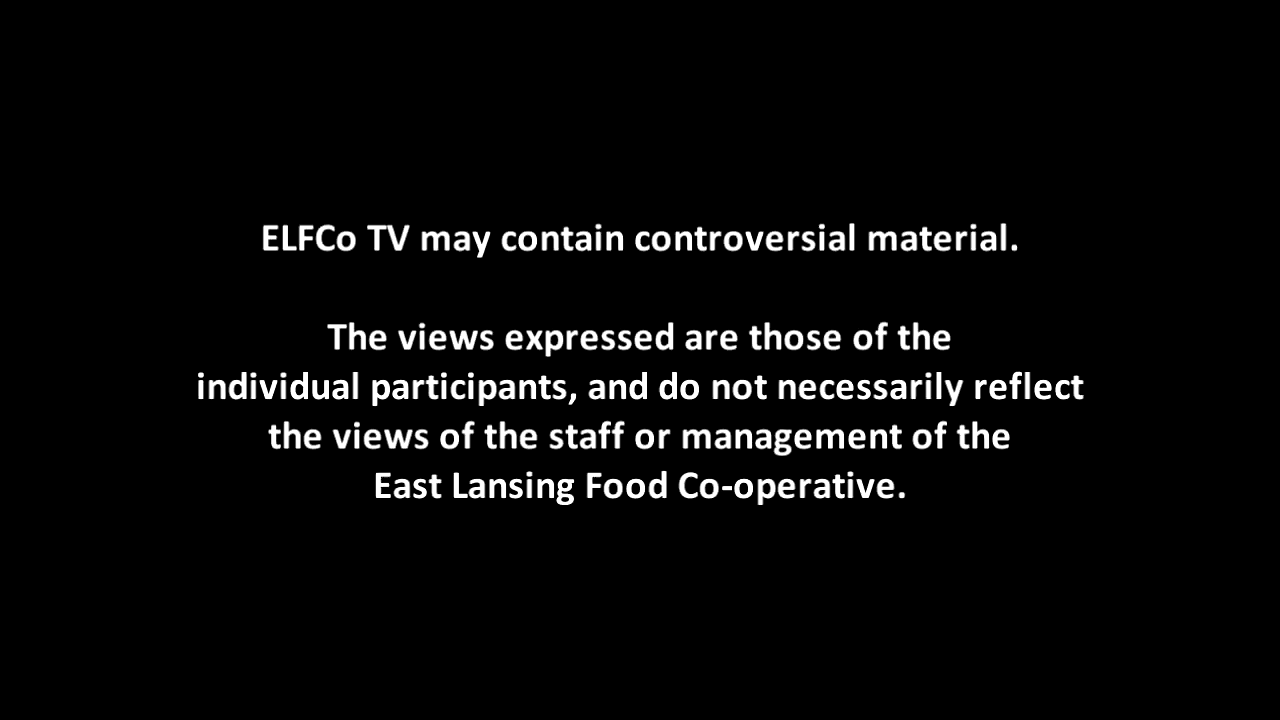 ELFCo TV may contain controversial material.
The views expressed are those of the
individual participants, and do not necessarily reflect
the views of the staff or management of the
East Lansing Food Co-operative.